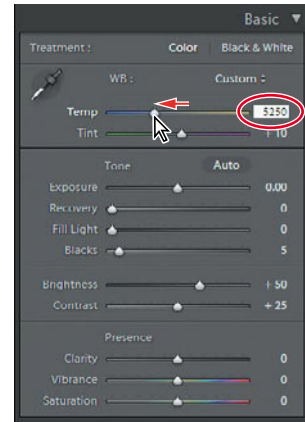 Basic ▼
Treatment : Color Black & White
WB : Custom
Temp 5250
Tint + 10
Tone Auto
Exposure 0.00
Recovery 0
Fill Light 0
Blacks 5
Brightness + 50
Contrast + 25
Presence
Clarity 0
Vibrance 0
Saturation 0